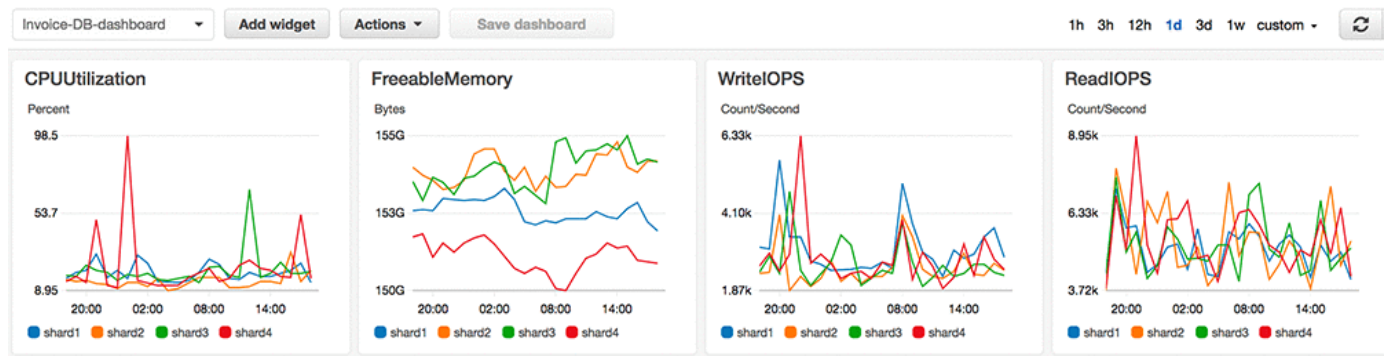 Invoice-DB-dashboard Add widget Actions Save dashboard 1h 3h 12h 1d 3d 1w custom
CPUUtilization
Percent
98.5
53.7
8.95
20:00 02:00 08:00 14:00
shard1 shard2 shard3 shard4
FreeableMemory
Bytes
155G
153G
150G
20:00 02:00 08:00 14:00
shard1 shard2 shard3 shard4
WriteIOPS
Count/Second
6.33k
4.10k
1.87k
20:00 02:00 08:00 14:00
shard1 shard2 shard3 shard4
ReadIOPS
Count/Second
8.95k
6.33k
3.72k
20:00 02:00 08:00 14:00
shard1 shard2 shard3 shard4